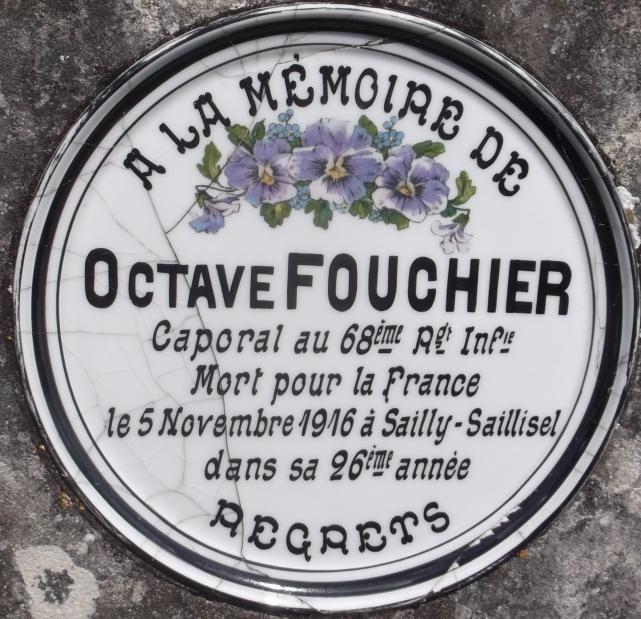 A LA MÉMOIRE DE
OCTAVE FOUCHIER
Caporal au 68ème Rgt Infie
Mort pour la France
le 5 Novembre 1916 à Sailly-Saillisel
dans sa 26ème année
REGRETS